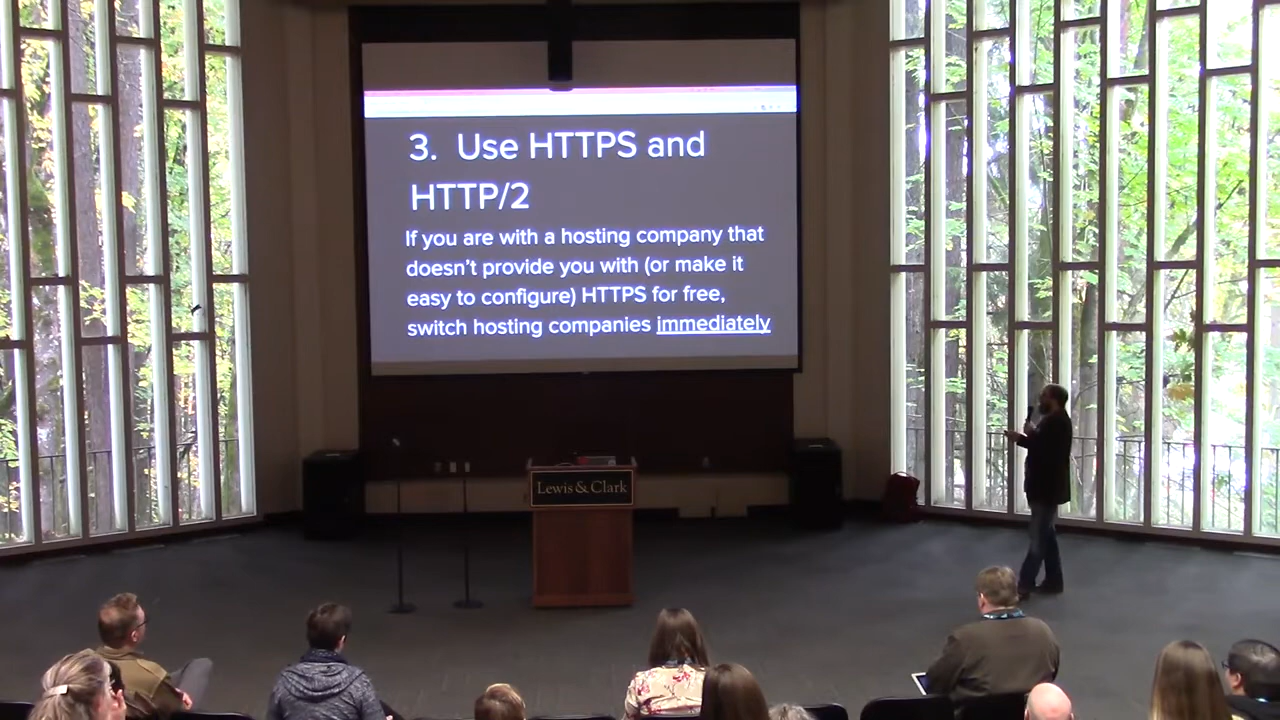 3. Use HTTPS and
HTTP/2
If you are with a hosting company that
doesn't provide you with (or make it
easy to configure) HTTPS for free,
switch hosting companies immediately
Lewis & Clark